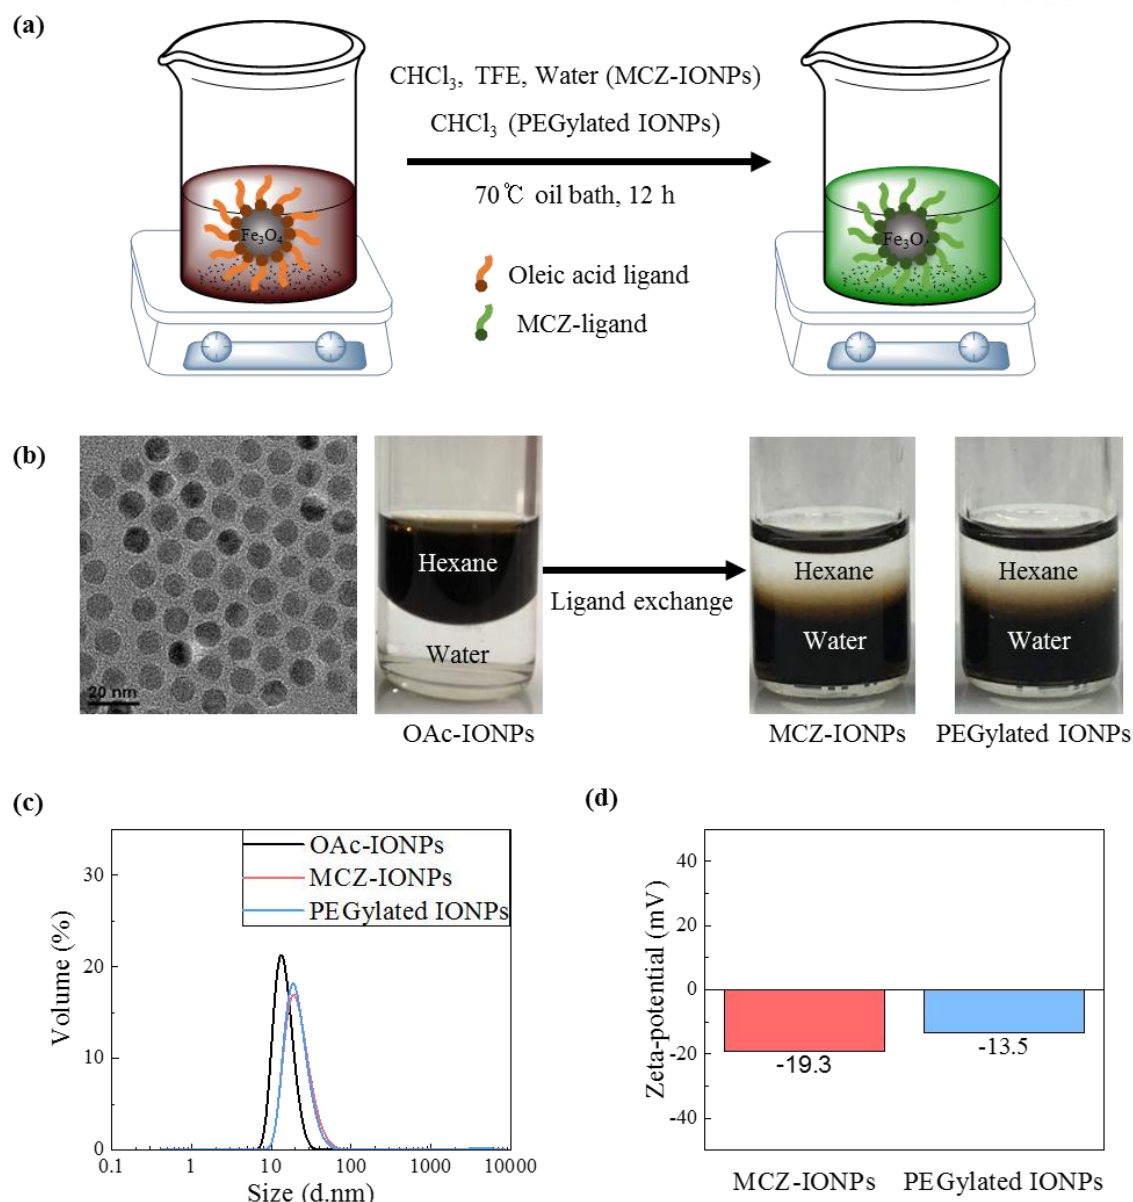 (a)
CHCl₃, TFE, Water (MCZ-IONPs)
CHCl₃ (PEGylated IONPs)
70℃ oil bath, 12 h
Fe₃O₄
Fe₃O
Oleic acid ligand
MCZ-ligand
(b)
20 nm
Hexane
Water
OAc-IONPs
Ligand exchange
Hexane
Water
MCZ-IONPs
Hexane
Water
PEGylated IONPs
(c)
OAc-IONPs
MCZ-IONPs
PEGylated IONPs
Volume (%)
30
20
10
0
0.1 1 10 100 1000 10000
Size (d.nm)
(d)
Zeta-potential (mV)
40
20
0
-20
-40
-19.3
-13.5
MCZ-IONPs PEGylated IONPs